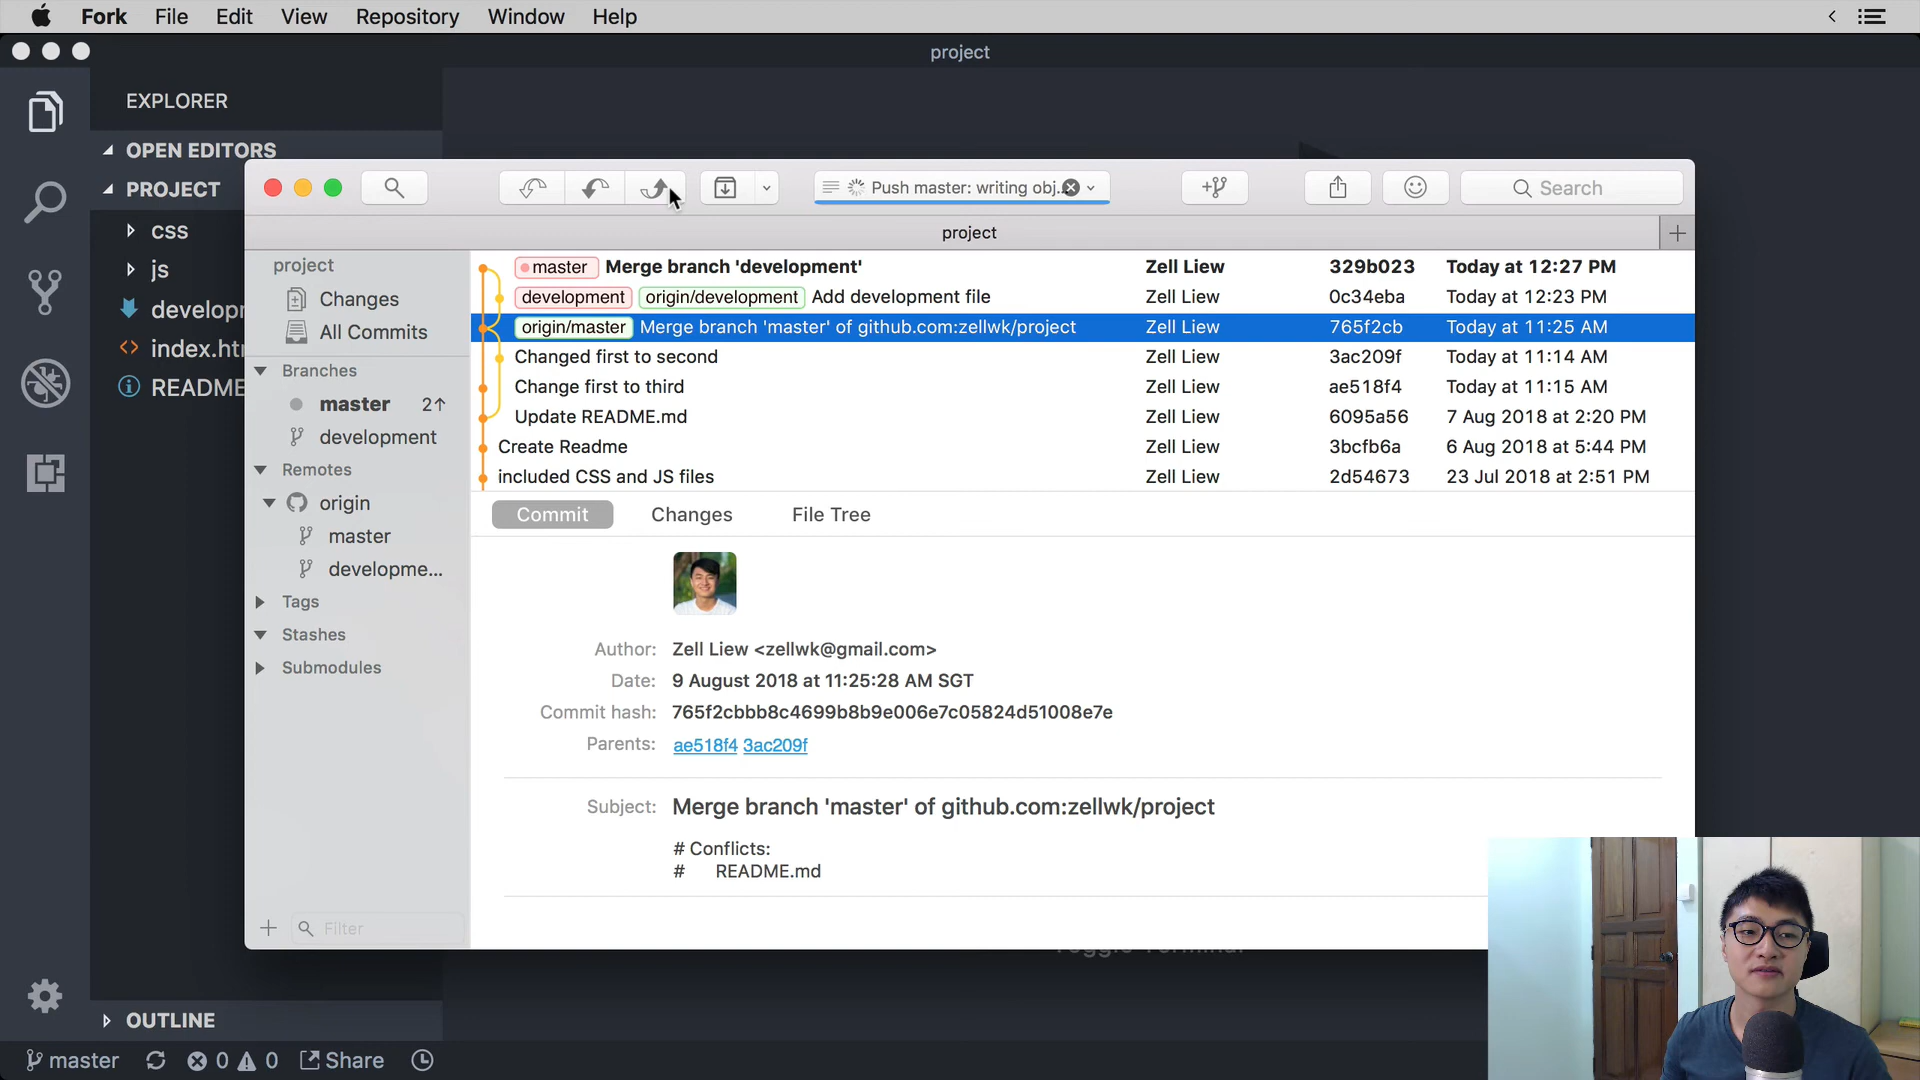 Fork File Edit View Repository Window Help
project
EXPLORER
OPEN EDITORS
PROJECT
css
js
developm
index.htm
README
Push master: writing obj...
Search
project
project
Changes
All Commits
Branches
master 2↑
development
Remotes
origin
master
developme...
Tags
Stashes
Submodules
Filter
master Merge branch 'development' Zell Liew 329b023 Today at 12:27 PM
development origin/development Add development file Zell Liew 0c34eba Today at 12:23 PM
origin/master Merge branch 'master' of github.com:zellwk/project Zell Liew 765f2cb Today at 11:25 AM
Changed first to second Zell Liew 3ac209f Today at 11:14 AM
Change first to third Zell Liew ae518f4 Today at 11:15 AM
Update README.md Zell Liew 6095a56 7 Aug 2018 at 2:20 PM
Create Readme Zell Liew 3bcfb6a 6 Aug 2018 at 5:44 PM
included CSS and JS files Zell Liew 2d54673 23 Jul 2018 at 2:51 PM
Commit Changes File Tree
Author: Zell Liew <zellwk@gmail.com>
Date: 9 August 2018 at 11:25:28 AM SGT
Commit hash: 765f2cbbb8c4699b8b9e006e7c05824d51008e7e
Parents: ae518f4 3ac209f
Subject: Merge branch 'master' of github.com:zellwk/project
# Conflicts:
# README.md
Toggle Terminal
OUTLINE
master 0 0 Share